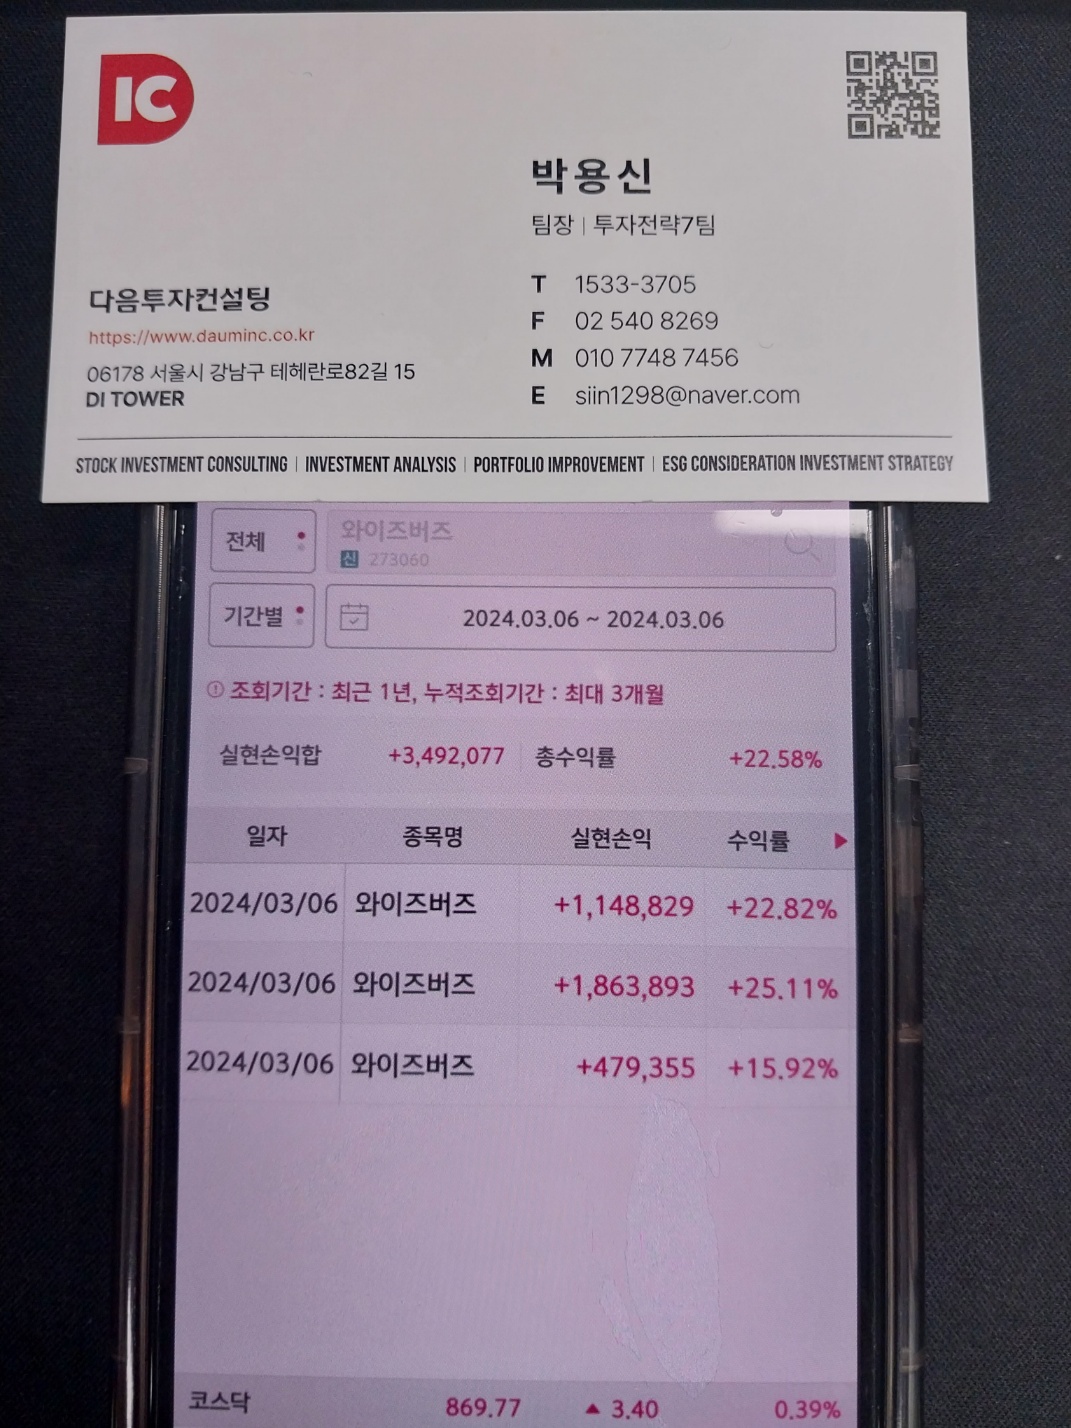 IC
박용신
팀장 | 투자전략7팀
다음투자컨설팅
https://www.dauminc.co.kr
06178 서울시 강남구 테헤란로82길 15
DI TOWER
T 1533-3705
F 02 540 8269
M 010 7748 7456
E siin1298@naver.com
STOCK INVESTMENT CONSULTING | INVESTMENT ANALYSIS | PORTFOLIO IMPROVEMENT | ESG CONSIDERATION INVESTMENT STRATEGY
전체 와이즈버즈
신 273060
기간별 2024.03.06 ~ 2024.03.06
조회기간 : 최근 1년, 누적조회기간 : 최대 3개월
실현손익합 +3,492,077 총수익률 +22.58%
일자 종목명 실현손익 수익률
2024/03/06 와이즈버즈 +1,148,829 +22.82%
2024/03/06 와이즈버즈 +1,863,893 +25.11%
2024/03/06 와이즈버즈 +479,355 +15.92%
코스닥 869.77 ▲ 3.40 0.39%